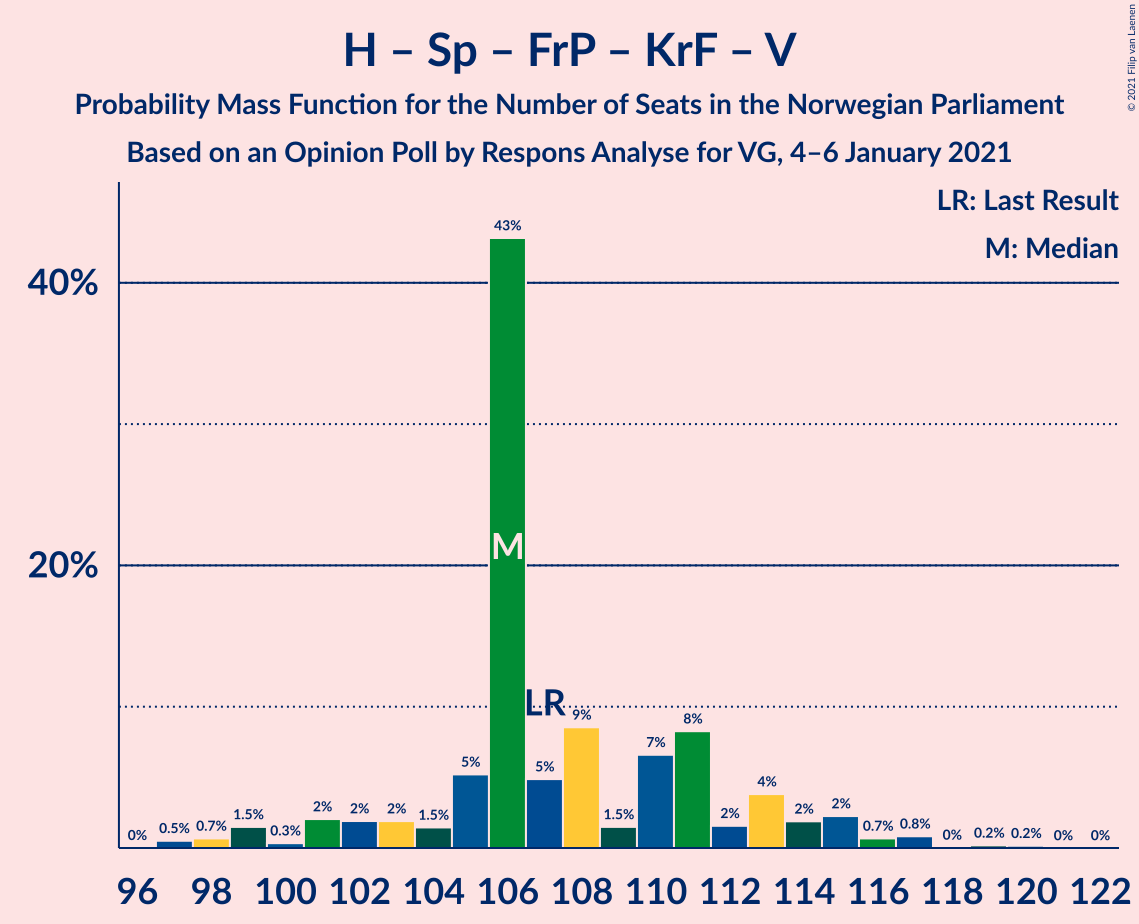 H – Sp – FrP – KrF – V
Probability Mass Function for the Number of Seats in the Norwegian Parliament
Based on an Opinion Poll by Respons Analyse for VG, 4–6 January 2021
© 2021 Filip van Laenen
LR: Last Result
M: Median
40%
20%
0% 0.5% 0.7% 1.5% 0.3% 2% 2% 2% 1.5% 5% 43% 5% 9% 1.5% 7% 8% 2% 4% 2% 2% 0.7% 0.8% 0% 0.2% 0.2% 0% 0%
M
LR
96 98 100 102 104 106 108 110 112 114 116 118 120 122